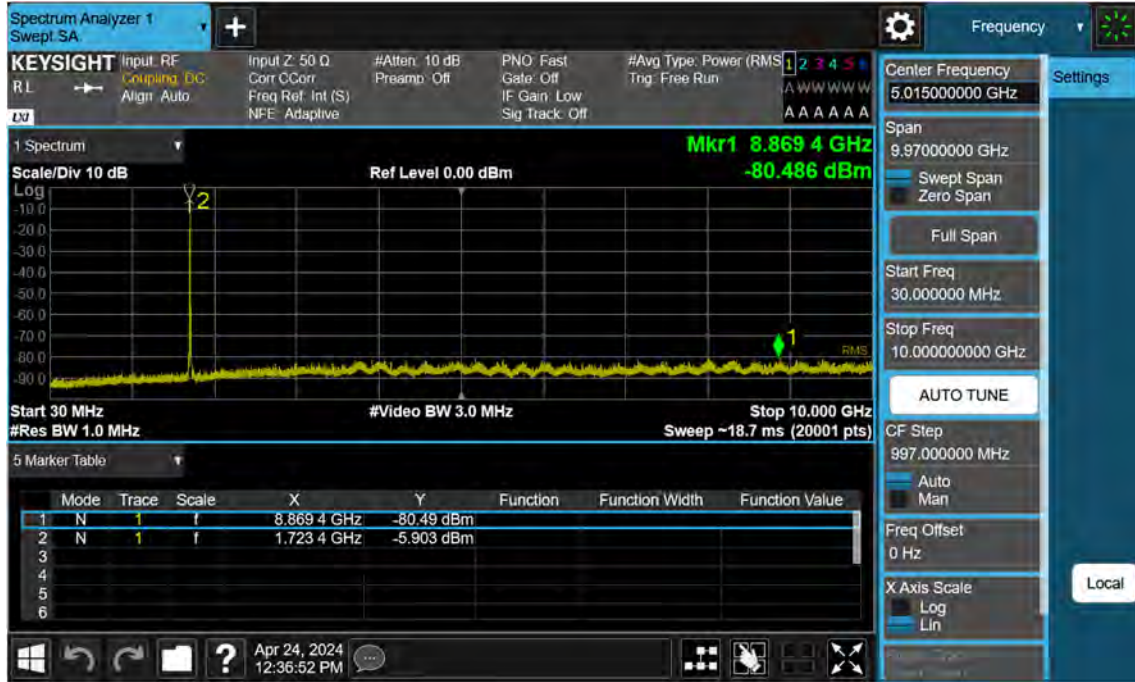 Spectrum Analyzer 1
Swept SA
+
Frequency
KEYSIGHT
RL
LXI
Input: RF
Coupling: DC
Align: Auto
Input Z: 50 Ω
Corr CCorr
Freq Ref: Int (S)
NFE: Adaptive
#Atten: 10 dB
Preamp: Off
PNO: Fast
Gate: Off
IF Gain: Low
Sig Track: Off
#Avg Type: Power (RMS
Trig: Free Run
1 2 3 4 5 6
A W W W W W
A A A A A A
1 Spectrum
Scale/Div 10 dB
Ref Level 0.00 dBm
Mkr1 8.869 4 GHz
-80.486 dBm
Log
-10.0
-20.0
-30.0
-40.0
-50.0
-60.0
-70.0
-80.0
-90.0
2
1
RMS
Start 30 MHz
#Video BW 3.0 MHz
Stop 10.000 GHz
#Res BW 1.0 MHz
Sweep ~18.7 ms (20001 pts)
5 Marker Table
Mode Trace Scale X Y Function Function Width Function Value
1 N 1 f 8.869 4 GHz -80.49 dBm
2 N 1 f 1.723 4 GHz -5.903 dBm
3
4
5
6
?
Apr 24, 2024
12:36:52 PM
Center Frequency
5.015000000 GHz
Span
9.97000000 GHz
Swept Span
Zero Span
Full Span
Start Freq
30.000000 MHz
Stop Freq
10.000000000 GHz
AUTO TUNE
CF Step
997.000000 MHz
Auto
Man
Freq Offset
0 Hz
X Axis Scale
Log
Lin
Settings
Local